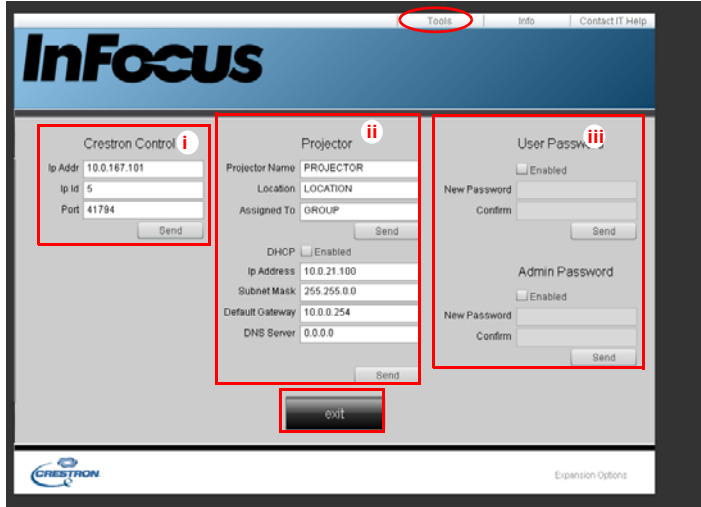 Tools Info Contact IT Help
InFocus
i
Crestron Control
Ip Addr 10.0.167.101
Ip Id 5
Port 41794
Send
ii
Projector
Projector Name PROJECTOR
Location LOCATION
Assigned To GROUP
Send
DHCP Enabled
Ip Address 10.0.21.100
Subnet Mask 255.255.0.0
Default Gateway 10.0.0.254
DNS Server 0.0.0.0
Send
iii
User Password
Enabled
New Password
Confirm
Send
Admin Password
Enabled
New Password
Confirm
Send
exit
CRESTRON
Expansion Options